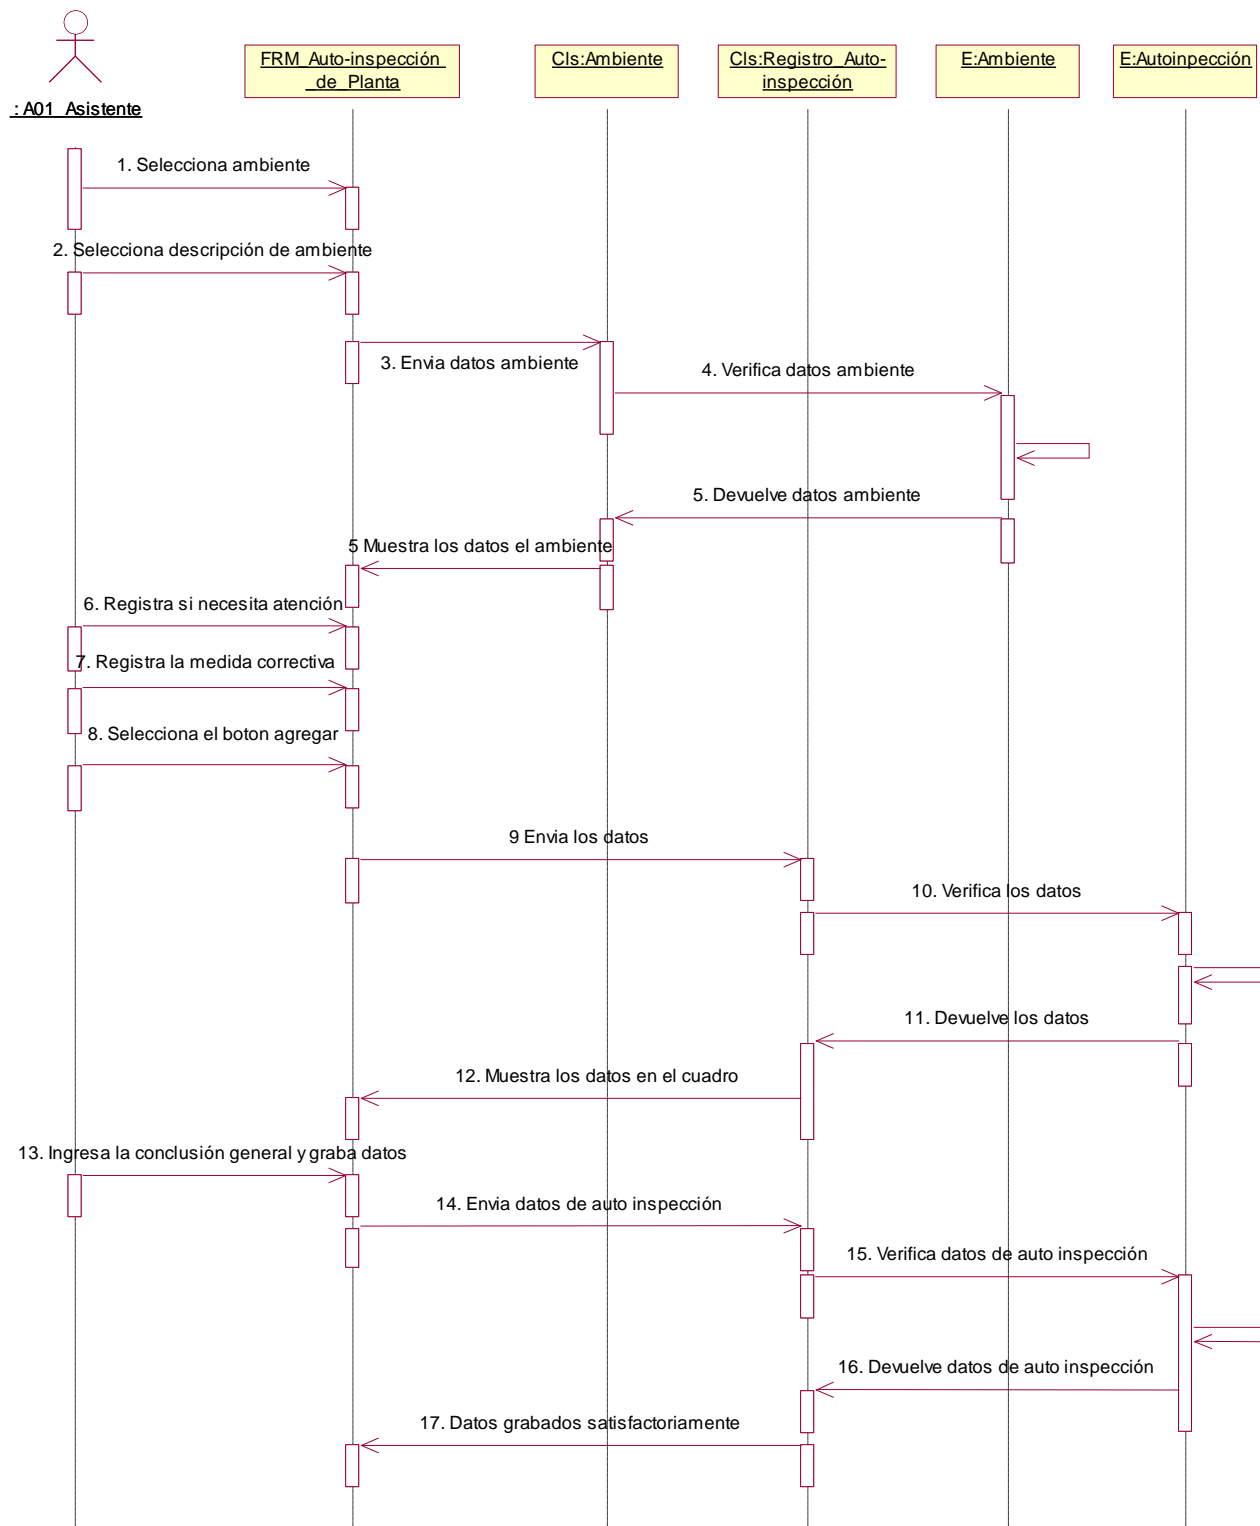 : A01_Asistente
FRM_Auto-inspección
_de_Planta
Cls:Ambiente
Cls:Registro_Auto-
inspección
E:Ambiente
E:Autoinpección
1. Selecciona ambiente
2. Selecciona descripción de ambiente
3. Envia datos ambiente
4. Verifica datos ambiente
5. Devuelve datos ambiente
5 Muestra los datos el ambiente
6. Registra si necesita atención
7. Registra la medida correctiva
8. Selecciona el boton agregar
9 Envia los datos
10. Verifica los datos
11. Devuelve los datos
12. Muestra los datos en el cuadro
13. Ingresa la conclusión general y graba datos
14. Envia datos de auto inspección
15. Verifica datos de auto inspección
16. Devuelve datos de auto inspección
17. Datos grabados satisfactoriamente